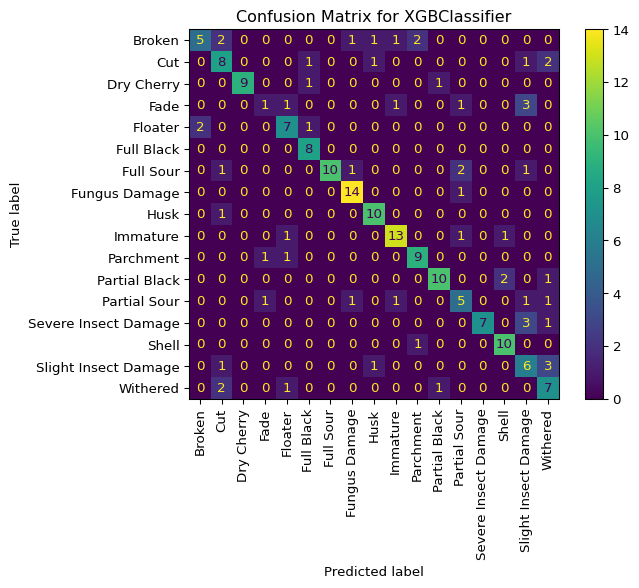 Confusion Matrix for XGBClassifier
Broken 5 2 0 0 0 0 0 1 1 1 2 0 0 0 0 0 0
Cut 0 8 0 0 0 1 0 0 1 0 0 0 0 0 0 1 2
Dry Cherry 0 0 9 0 0 1 0 0 0 0 0 1 0 0 0 0 0
Fade 0 0 0 1 1 0 0 0 0 1 0 0 1 0 0 3 0
Floater 2 0 0 0 7 1 0 0 0 0 0 0 0 0 0 0 0
Full Black 0 0 0 0 0 8 0 0 0 0 0 0 0 0 0 0 0
Full Sour 0 1 0 0 0 0 10 1 0 0 0 0 2 0 0 1 0
Fungus Damage 0 0 0 0 0 0 0 14 0 0 0 0 1 0 0 0 0
Husk 0 1 0 0 0 0 0 0 10 0 0 0 0 0 0 0 0
Immature 0 0 0 0 1 0 0 0 0 13 0 0 1 0 1 0 0
Parchment 0 0 0 1 1 0 0 0 0 0 9 0 0 0 0 0 0
Partial Black 0 0 0 0 0 0 0 0 0 0 0 10 0 0 2 0 1
Partial Sour 0 0 0 1 0 0 0 1 0 1 0 0 5 0 0 1 1
Severe Insect Damage 0 0 0 0 0 0 0 0 0 0 0 0 0 7 0 3 1
Shell 0 0 0 0 0 0 0 0 0 0 1 0 0 0 10 0 0
Slight Insect Damage 0 1 0 0 0 0 0 0 1 0 0 0 0 0 0 6 3
Withered 0 2 0 0 1 0 0 0 0 0 0 1 0 0 0 0 7
True label
Broken
Cut
Dry Cherry
Fade
Floater
Full Black
Full Sour
Fungus Damage
Husk
Immature
Parchment
Partial Black
Partial Sour
Severe Insect Damage
Shell
Slight Insect Damage
Withered
Predicted label
14
12
10
8
6
4
2
0